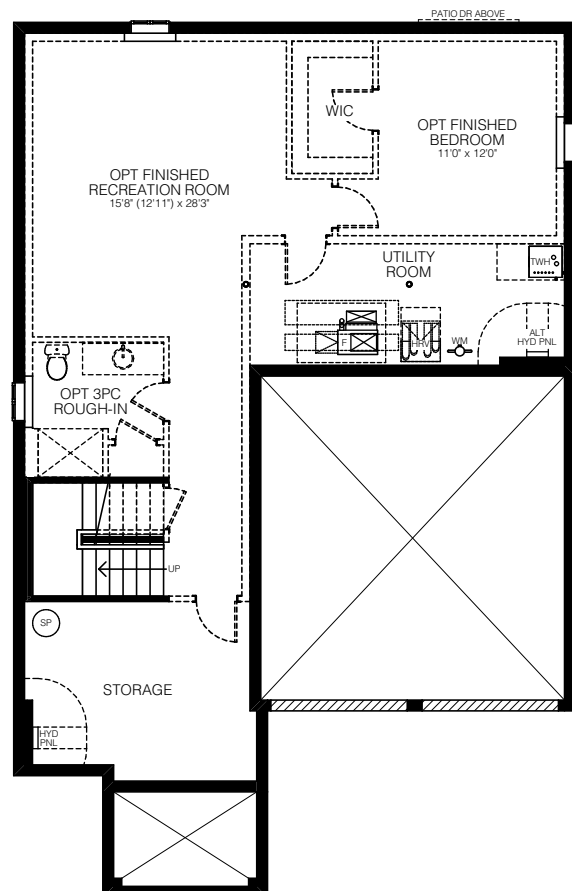 PATIO DR ABOVE
WIC
OPT FINISHED
BEDROOM
11'0" x 12'0"
OPT FINISHED
RECREATION ROOM
15'8" (12'11") x 28'3"
UTILITY
ROOM
TWH
F
HRV
WM
ALT
HYD PNL
OPT 3PC
ROUGH-IN
UP
SP
STORAGE
HYD
PNL